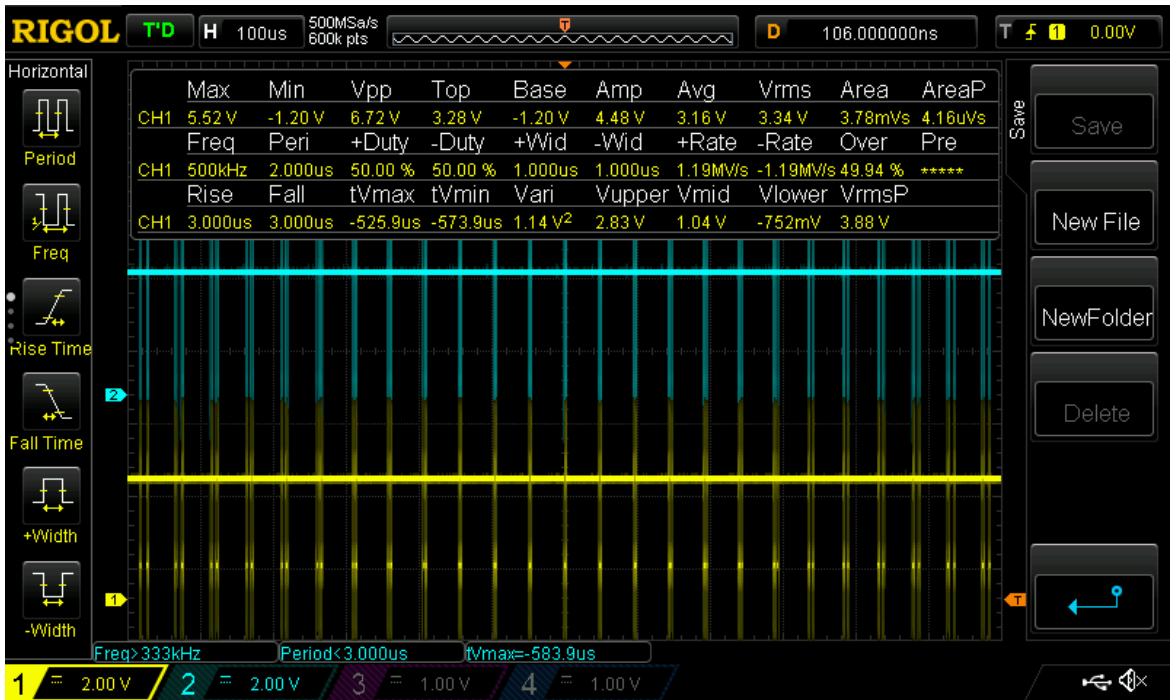 RIGOL T'D H 100us 500MSa/s 600k pts T D 106.000000ns T 1 0.00V
Horizontal
Period
Freq
Rise Time
Fall Time
+Width
-Width
Max Min Vpp Top Base Amp Avg Vrms Area AreaP
CH1 5.52 V -1.20 V 6.72 V 3.28 V -1.20 V 4.48 V 3.16 V 3.34 V 3.78mVs 4.16uVs
Freq Peri +Duty -Duty +Wid -Wid +Rate -Rate Over Pre
CH1 500kHz 2.000us 50.00 % 50.00 % 1.000us 1.000us 1.19MV/s -1.19MV/s 49.94 % *****
Rise Fall tVmax tVmin Vari Vupper Vmid Vlower VrmsP
CH1 3.000us 3.000us -525.9us -573.9us 1.14 V² 2.83 V 1.04 V -752mV 3.88 V
2
1
T
Save
Save
New File
NewFolder
Delete
Freq>333kHz Period<3.000us tVmax=-583.9us
1 = 2.00 V 2 = 2.00 V 3 = 1.00 V 4 = 1.00 V